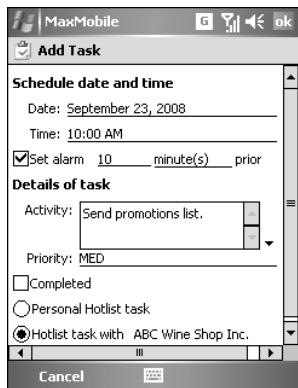 MaxMobile G ok
Add Task
Schedule date and time
Date: September 23, 2008
Time: 10:00 AM
Set alarm 10 minute(s) prior
Details of task
Activity: Send promotions list.
Priority: MED
Completed
Personal Hotlist task
Hotlist task with ABC Wine Shop Inc.
Cancel